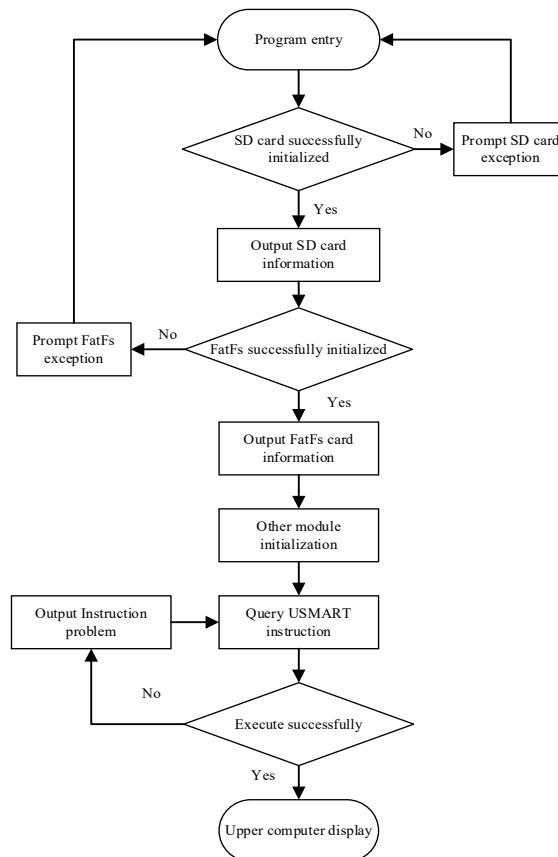 Program entry
SD card successfully
initialized
No
Prompt SD card
exception
Yes
Output SD card
information
Prompt FatFs
exception
No
FatFs successfully initialized
Yes
Output FatFs card
information
Other module
initialization
Output Instruction
problem
Query USMART
instruction
No
Execute successfully
Yes
Upper computer display